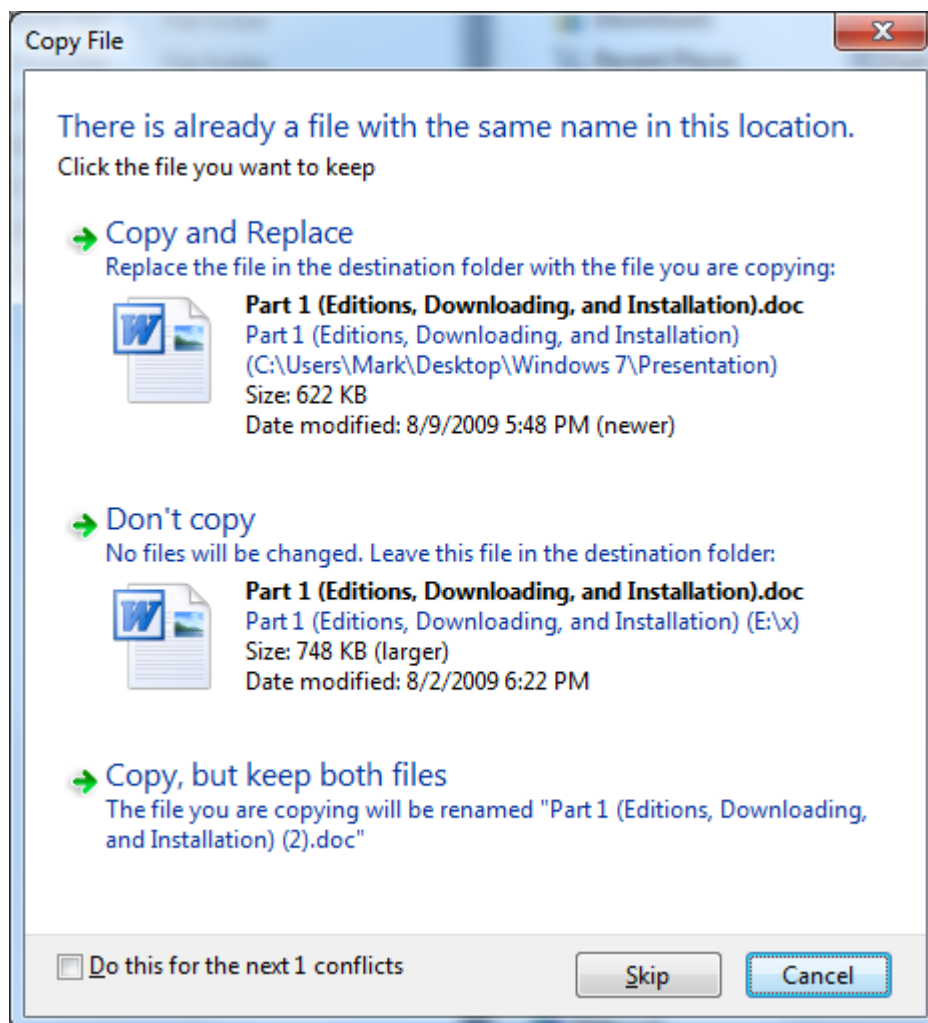 Copy File
There is already a file with the same name in this location.
Click the file you want to keep
Copy and Replace
Replace the file in the destination folder with the file you are copying:
Part 1 (Editions, Downloading, and Installation).doc
Part 1 (Editions, Downloading, and Installation)
(C:\Users\Mark\Desktop\Windows 7\Presentation)
Size: 622 KB
Date modified: 8/9/2009 5:48 PM (newer)
Don't copy
No files will be changed. Leave this file in the destination folder:
Part 1 (Editions, Downloading, and Installation).doc
Part 1 (Editions, Downloading, and Installation) (E:\x)
Size: 748 KB (larger)
Date modified: 8/2/2009 6:22 PM
Copy, but keep both files
The file you are copying will be renamed "Part 1 (Editions, Downloading,
and Installation) (2).doc"
Do this for the next 1 conflicts
Skip
Cancel